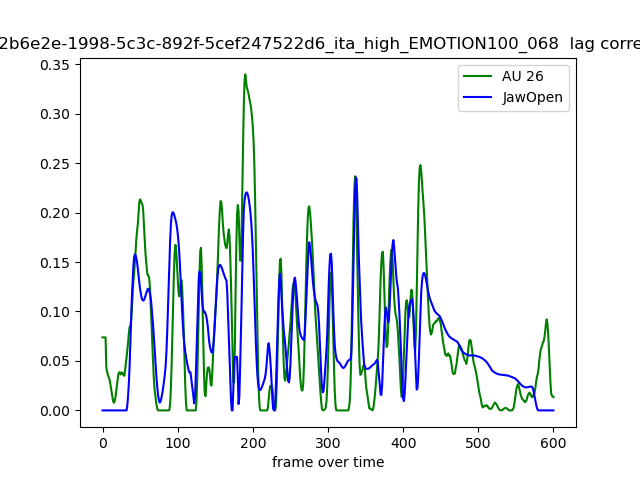 2b6e2e-1998-5c3c-892f-5cef247522d6_ita_high_EMOTION100_068 lag corre
AU 26
JawOpen
0.35
0.30
0.25
0.20
0.15
0.10
0.05
0.00
0 100 200 300 400 500 600
frame over time